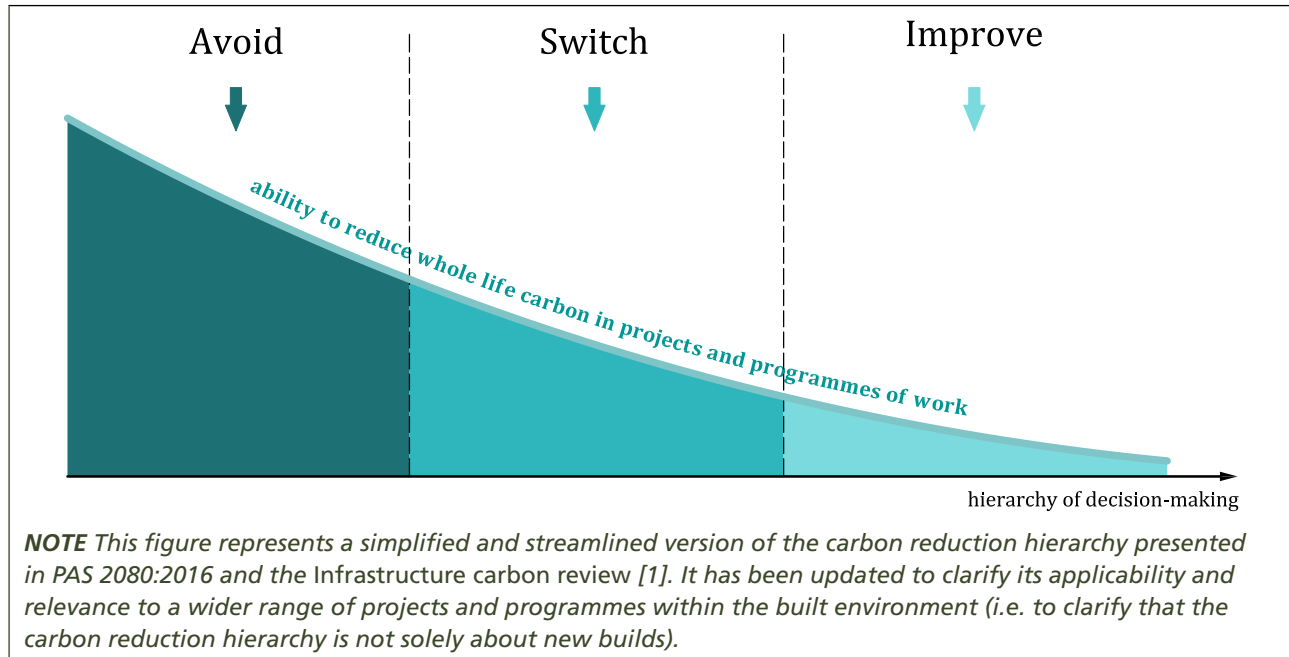 Avoid
Switch
Improve
ability to reduce whole life carbon in projects and programmes of work
hierarchy of decision-making
NOTE This figure represents a simplified and streamlined version of the carbon reduction hierarchy presented
in PAS 2080:2016 and the Infrastructure carbon review [1]. It has been updated to clarify its applicability and
relevance to a wider range of projects and programmes within the built environment (i.e. to clarify that the
carbon reduction hierarchy is not solely about new builds).